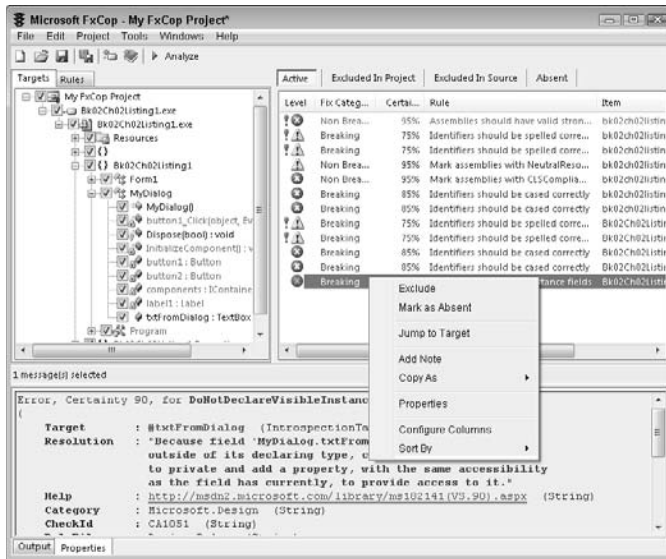 Microsoft FxCop - My FxCop Project*
File Edit Project Tools Windows Help
Analyze
Targets Rules
My FxCop Project
Bk02Ch02Listing1.exe
Bk02Ch02Listing1.exe
Resources
{ }
{ } Bk02Ch02Listing1
Form1
MyDialog
MyDialog()
button1_Click(object, Ev
Dispose(bool) : void
InitializeComponent() : v
button1 : Button
button2 : Button
components : IContaine
label1 : Label
txtFromDialog : TextBox
Program
Active Excluded In Project Excluded In Source Absent
Level Fix Categ... Certai... Rule Item
Non Brea... 95% Assemblies should have valid stron... bk02ch02listin
Breaking 75% Identifiers should be spelled corre... bk02ch02listin
Breaking 75% Identifiers should be spelled corre... bk02ch02listin
Non Brea... 95% Mark assemblies with NeutralReso... bk02ch02listin
Non Brea... 95% Mark assemblies with CLSComplia... bk02ch02listin
Breaking 85% Identifiers should be cased correctly bk02ch02listin
Breaking 85% Identifiers should be cased correctly Bk02Ch02Listin
Breaking 75% Identifiers should be spelled corre... Bk02Ch02Listin
Breaking 75% Identifiers should be spelled corre... Bk02Ch02Listin
Breaking 85% Identifiers should be cased correctly Bk02Ch02Listin
Breaking 85% Identifiers should be cased correctly Bk02Ch02Listin
Breaking tance fields Bk02Ch02Listin
Exclude
Mark as Absent
Jump to Target
Add Note
Copy As
Properties
Configure Columns
Sort By
1 message(s) selected
Error, Certainty 90, for DoNotDeclareVisibleInstanc
{
Target : #txtFromDialog (IntrospectionTa
Resolution : "Because field 'MyDialog.txtFrom
outside of its declaring type, c
to private and add a property, with the same accessibility
as the field has currently, to provide access to it."
Help : http://msdn2.microsoft.com/library/ms182141(VS.90).aspx (String)
Category : Microsoft.Design (String)
CheckId : CA1051 (String)
Output Properties